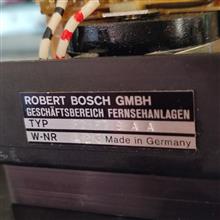 ROBERT BOSCH GMBH
GESCHÄFTSBEREICH FERNSEHANLAGEN
TYP
W-NR Made in Germany